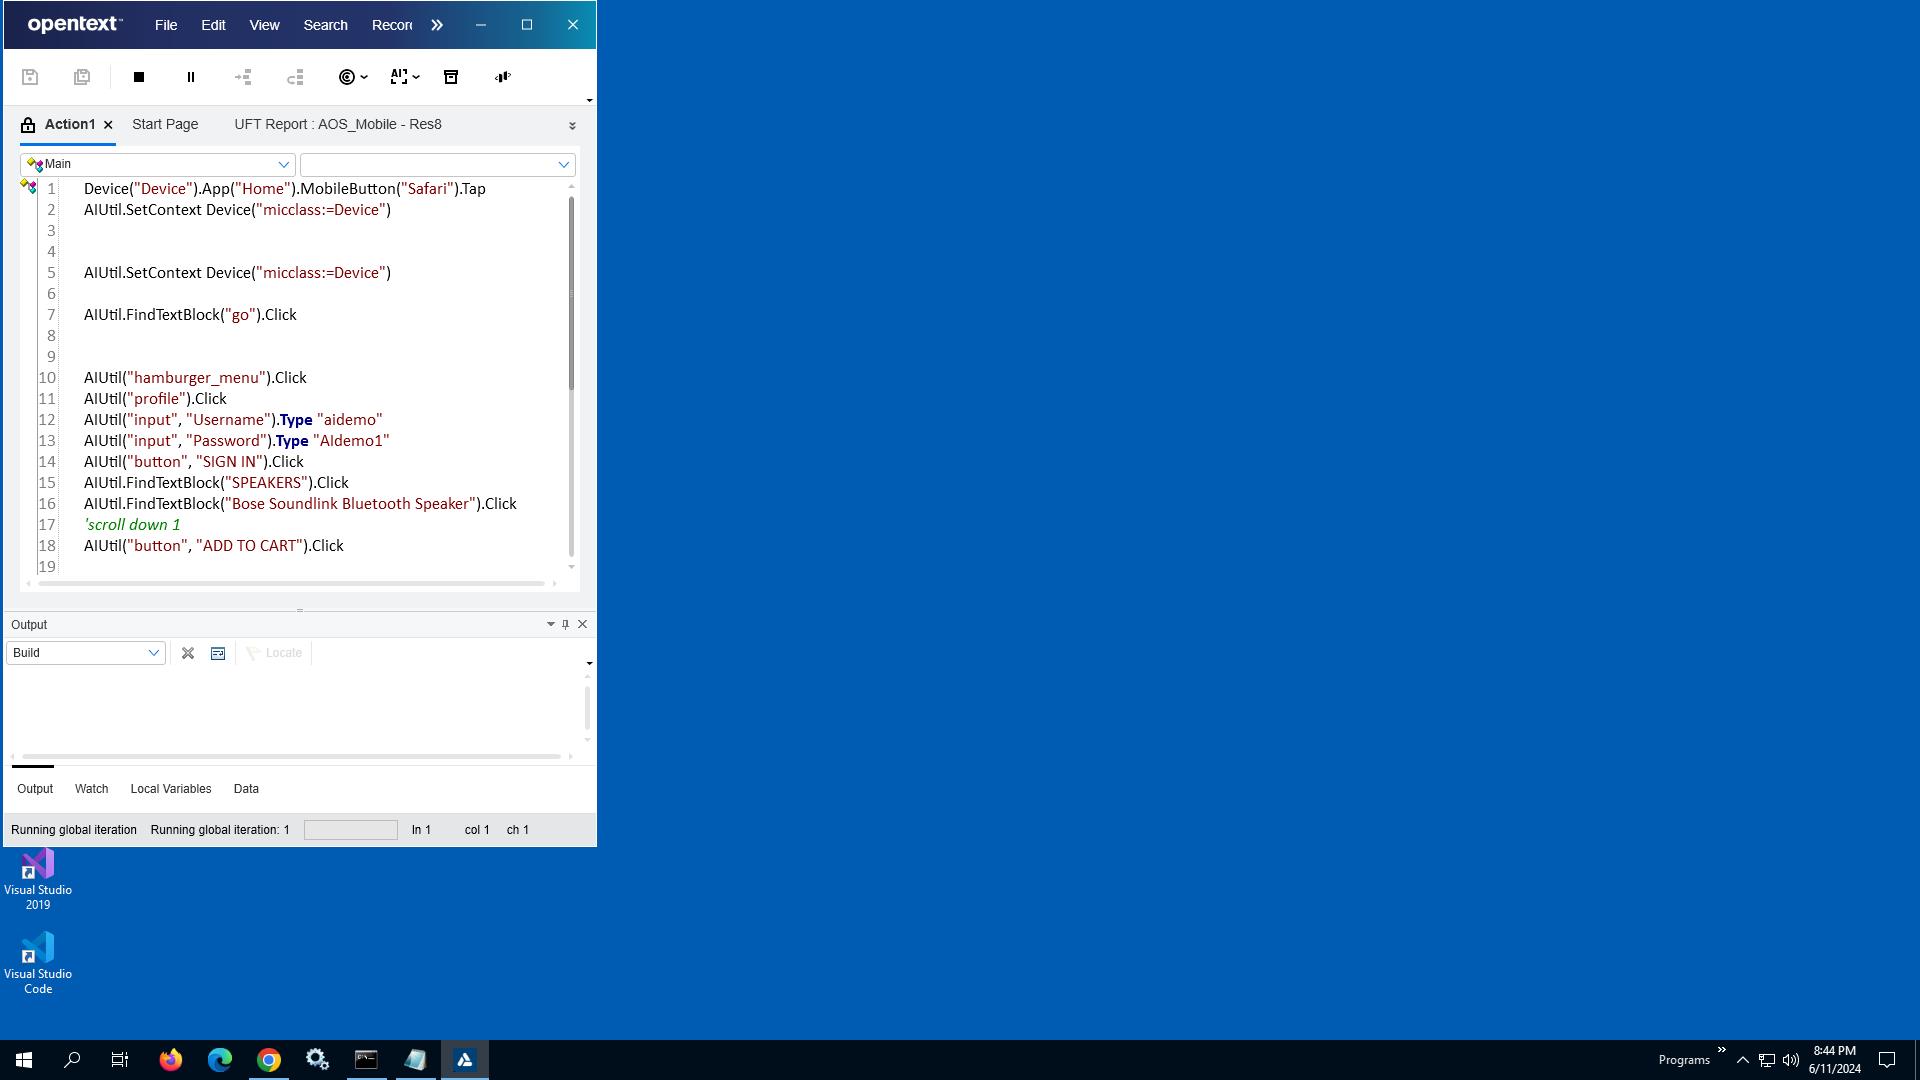 opentext™ File Edit View Search Recor »
Action1 Start Page UFT Report : AOS_Mobile - Res8
Main
1 Device("Device").App("Home").MobileButton("Safari").Tap
2 AIUtil.SetContext Device("micclass:=Device")
3
4
5 AIUtil.SetContext Device("micclass:=Device")
6
7 AIUtil.FindTextBlock("go").Click
8
9
10 AIUtil("hamburger_menu").Click
11 AIUtil("profile").Click
12 AIUtil("input", "Username").Type "aidemo"
13 AIUtil("input", "Password").Type "AIdemo1"
14 AIUtil("button", "SIGN IN").Click
15 AIUtil.FindTextBlock("SPEAKERS").Click
16 AIUtil.FindTextBlock("Bose Soundlink Bluetooth Speaker").Click
17 'scroll down 1
18 AIUtil("button", "ADD TO CART").Click
19
Output
Build Locate
Output Watch Local Variables Data
Running global iteration Running global iteration: 1 ln 1 col 1 ch 1
Visual Studio
2019
Visual Studio
Code
Programs »
8:44 PM
6/11/2024